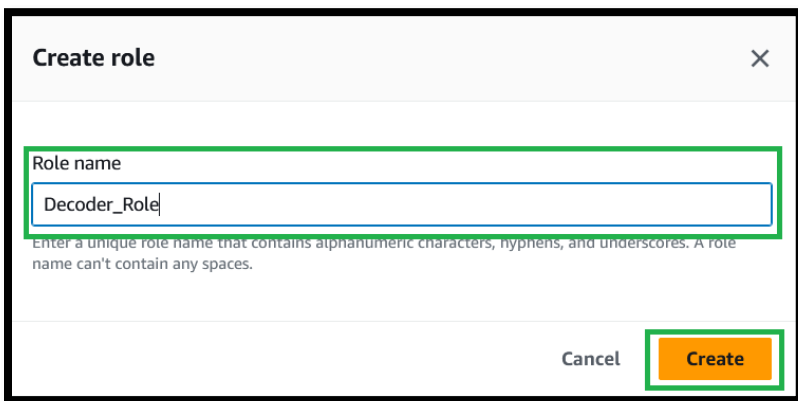 Create role
Role name
Decoder_Role
Enter a unique role name that contains alphanumeric characters, hyphens, and underscores. A role
name can't contain any spaces.
Cancel
Create